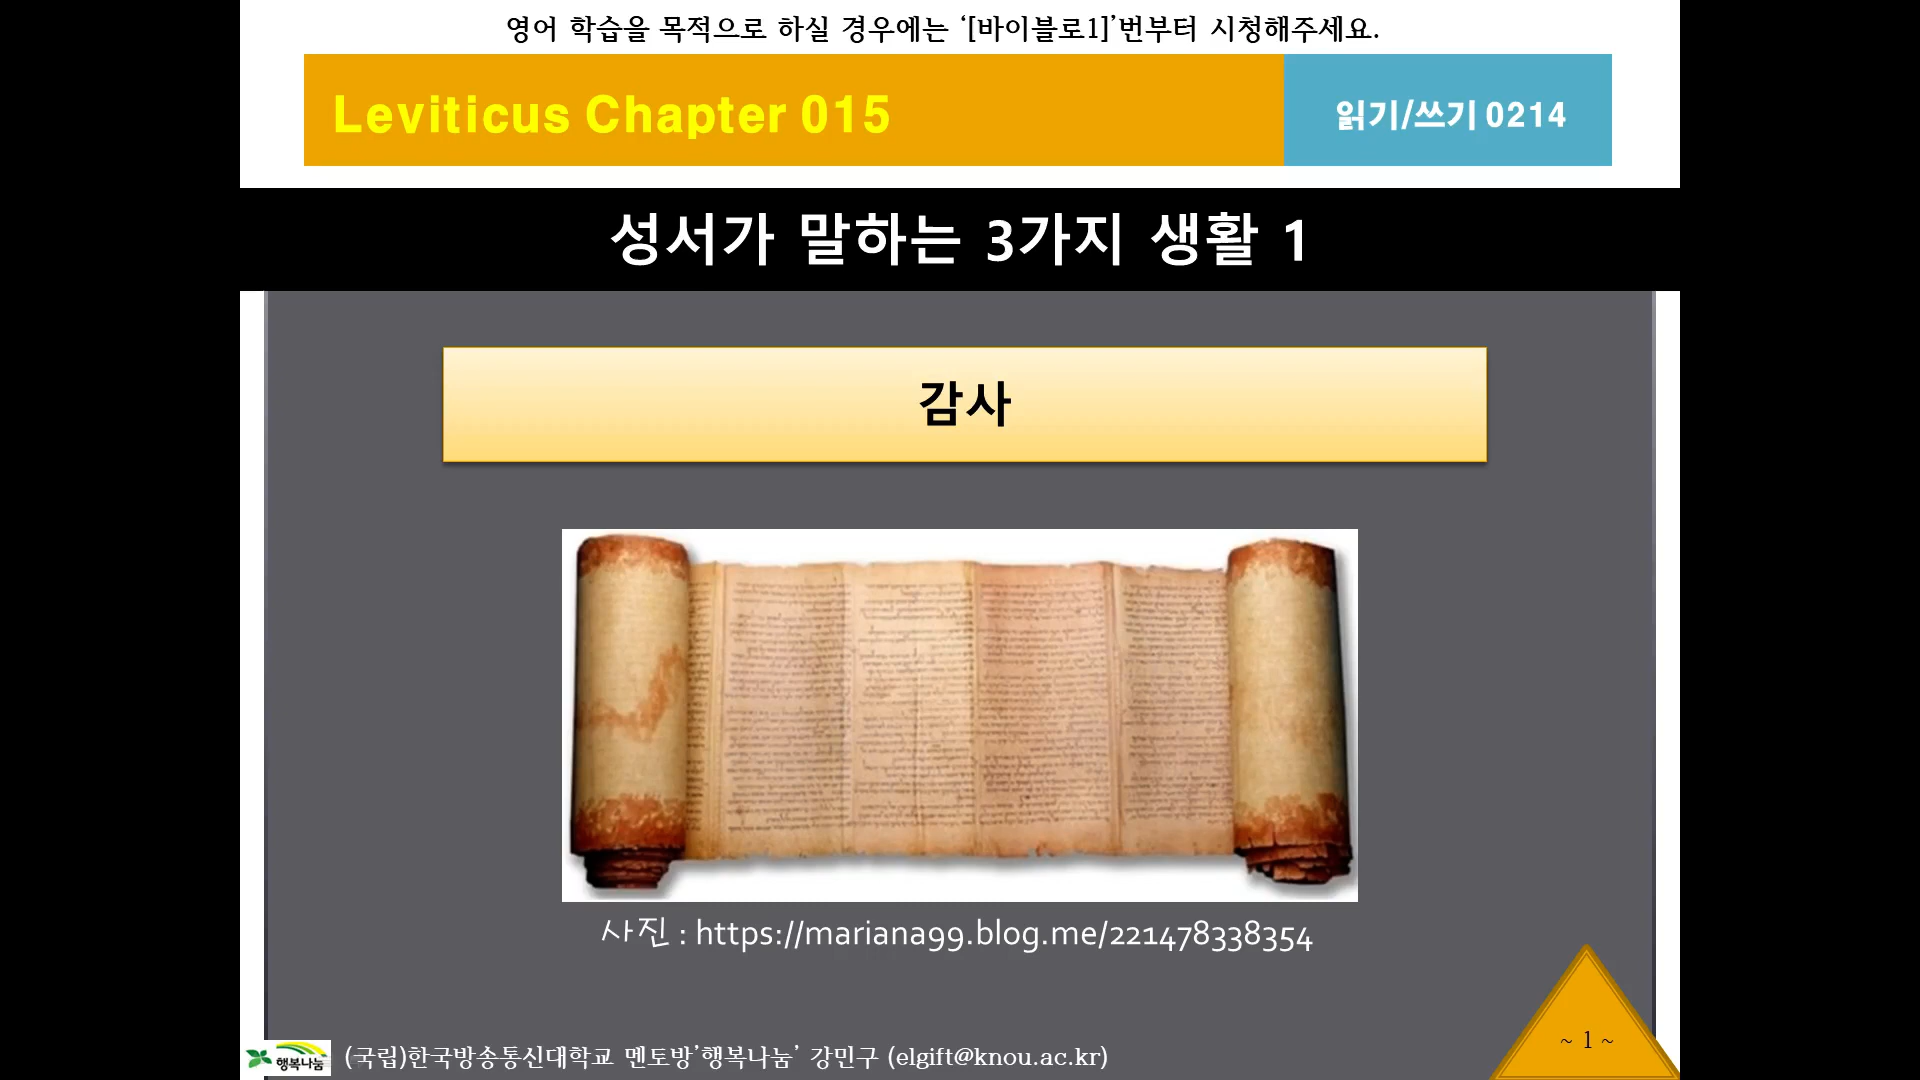 영어 학습을 목적으로 하실 경우에는 ‘[바이블로1]’번부터 시청해주세요.
Leviticus Chapter 015
읽기/쓰기 0214
성서가 말하는 3가지 생활 1
감사
사진 : https://mariana99.blog.me/221478338354
~ 1 ~
행복나눔
(국립)한국방송통신대학교 멘토방’행복나눔’ 강민구 (elgift@knou.ac.kr)